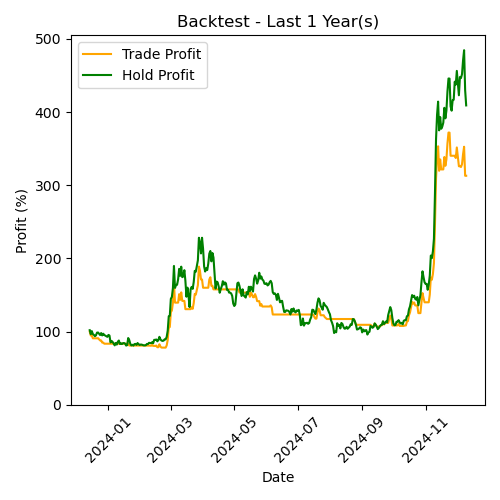 Backtest - Last 1 Year(s)
Trade Profit
Hold Profit
Profit (%)
500
400
300
200
100
0
2024-01
2024-03
2024-05
2024-07
2024-09
2024-11
Date